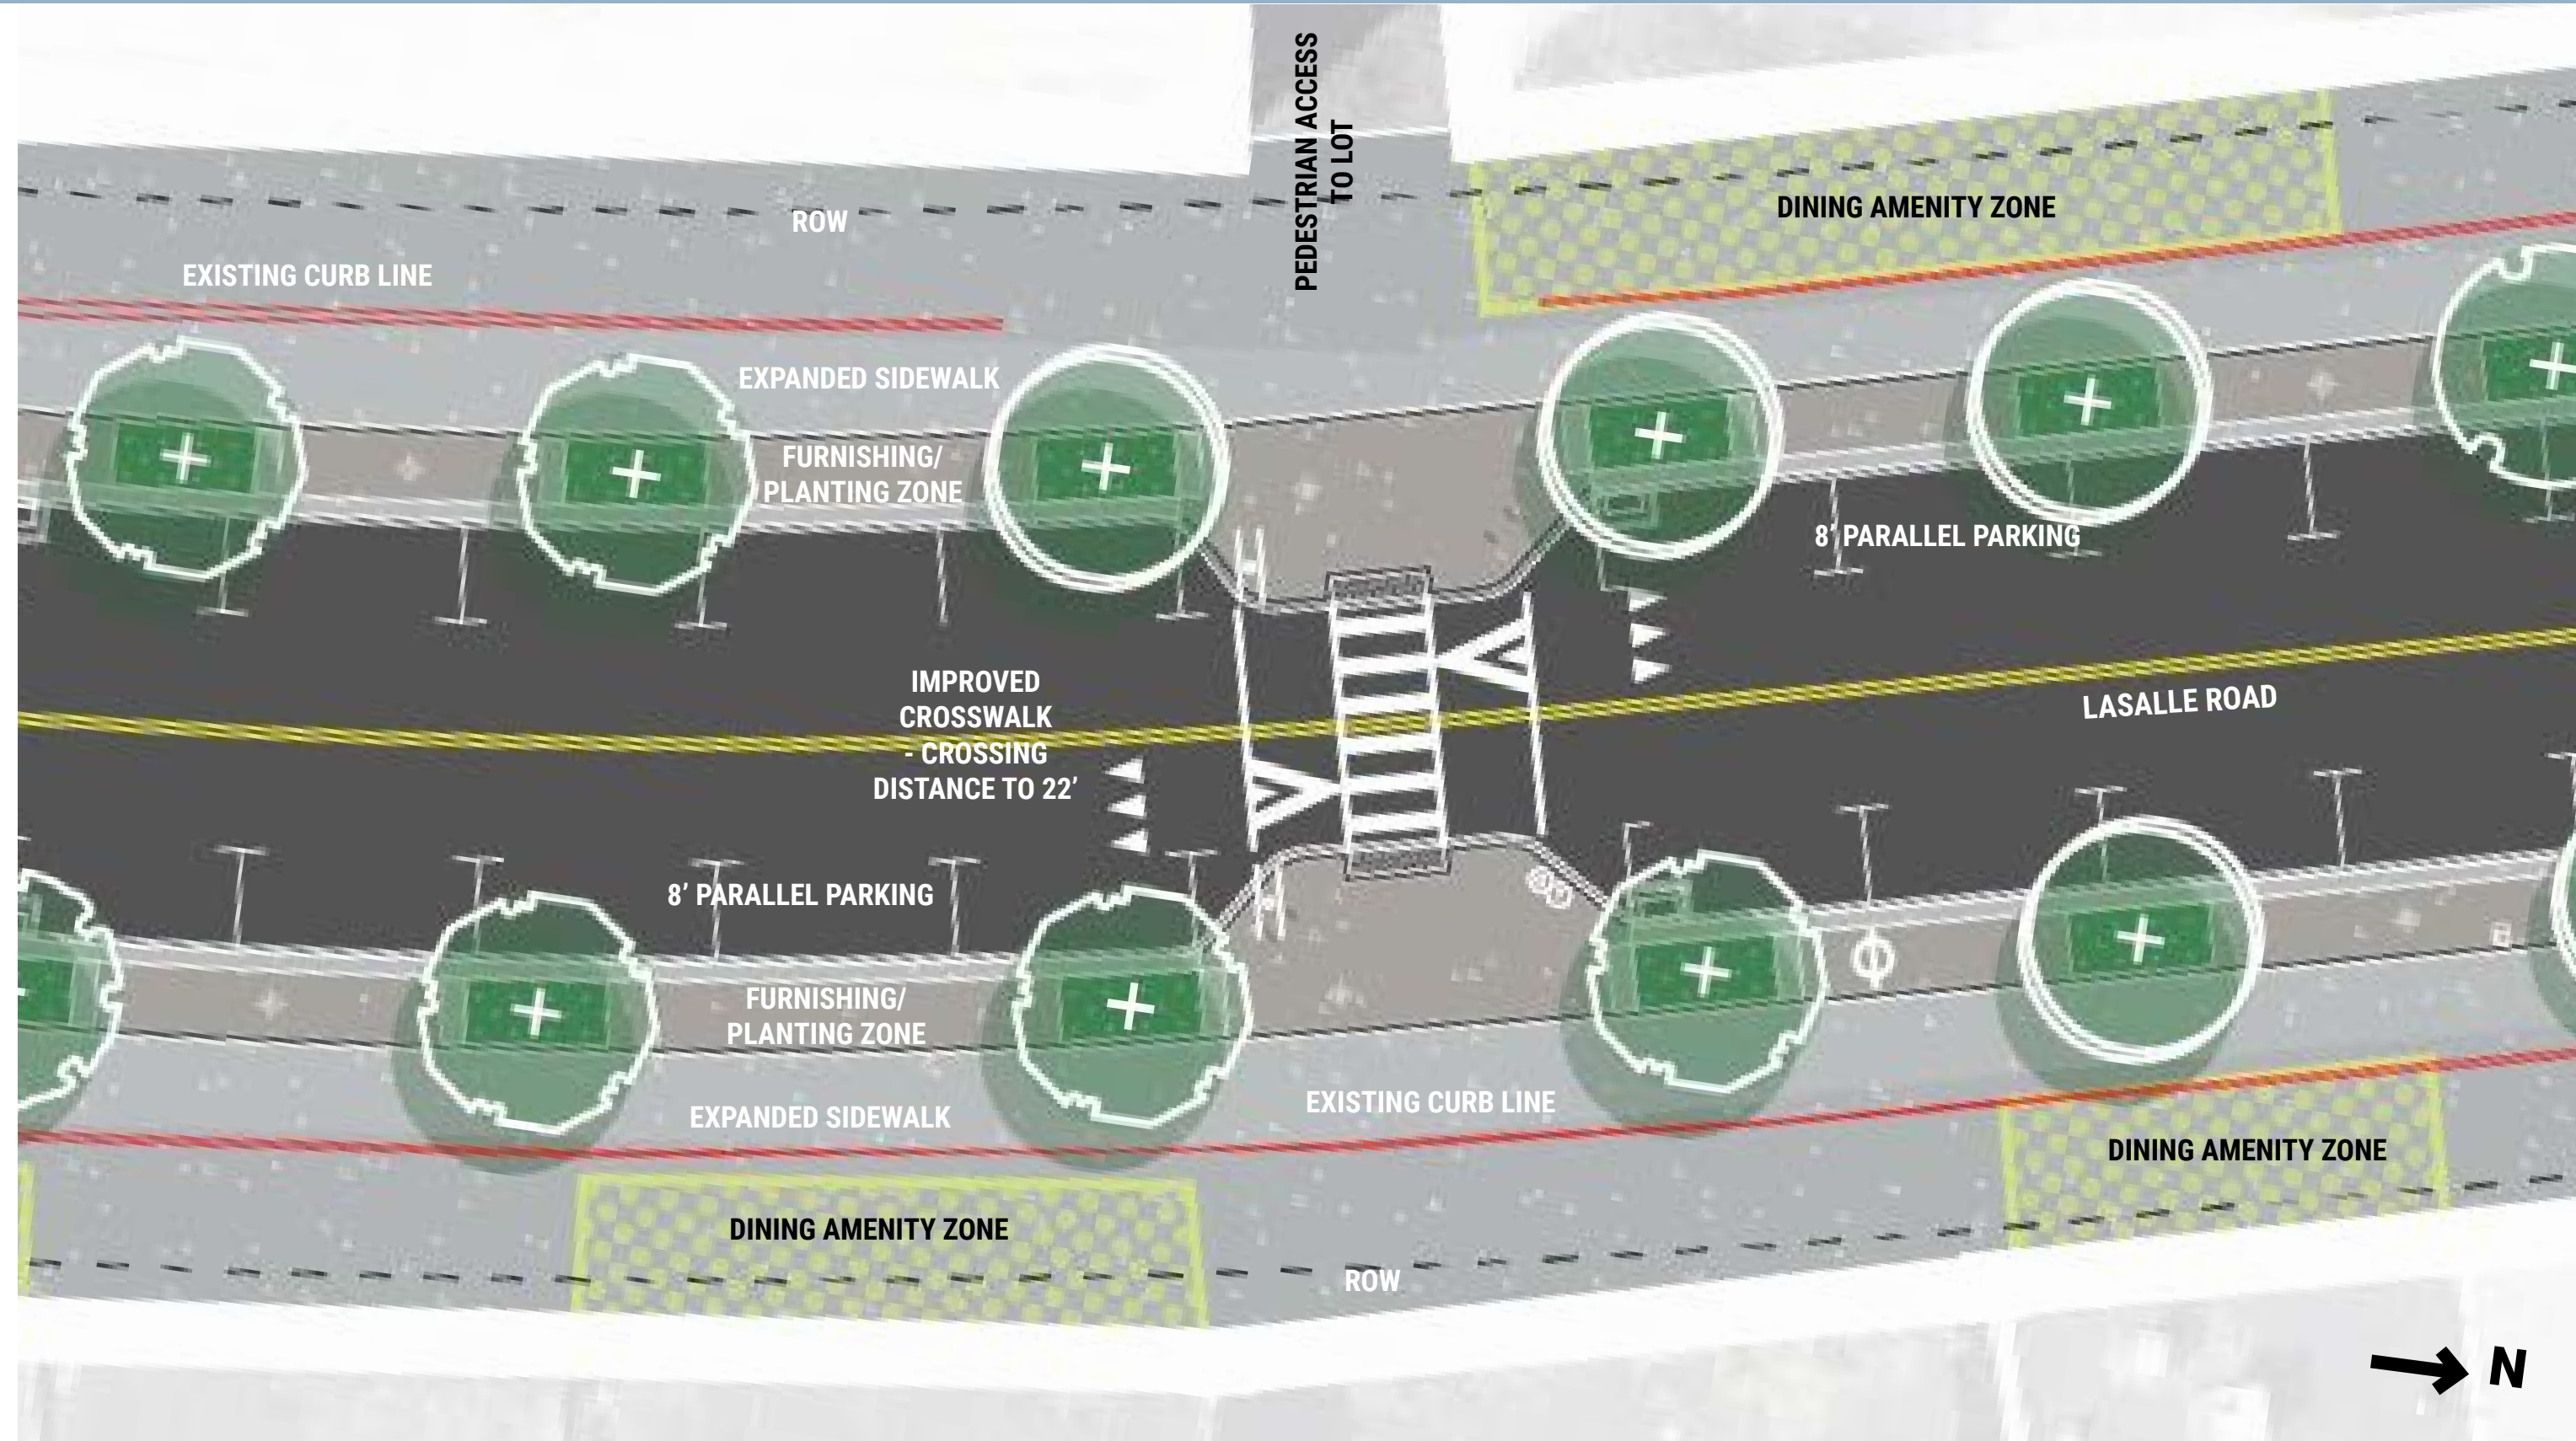 PEDESTRIAN ACCESS
TO LOT
DINING AMENITY ZONE
ROW
EXISTING CURB LINE
EXPANDED SIDEWALK
FURNISHING/
PLANTING ZONE
8' PARALLEL PARKING
IMPROVED
CROSSWALK
- CROSSING
DISTANCE TO 22'
LASALLE ROAD
8' PARALLEL PARKING
FURNISHING/
PLANTING ZONE
EXPANDED SIDEWALK
EXISTING CURB LINE
DINING AMENITY ZONE
DINING AMENITY ZONE
ROW
N